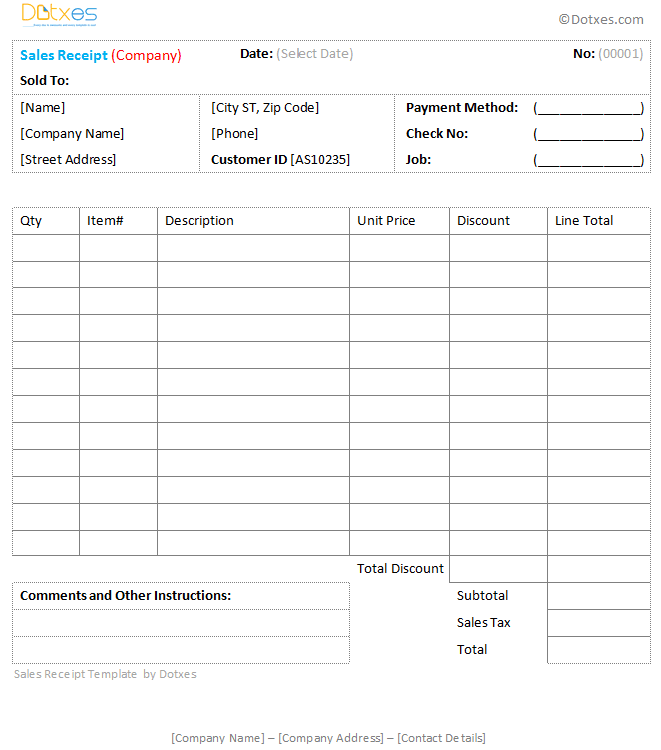 Dotxes
©Dotxes.com
Sales Receipt (Company) Date: (Select Date) No: (00001)
Sold To:
[Name] [City ST, Zip Code] Payment Method: (______________)
[Company Name] [Phone] Check No: (______________)
[Street Address] Customer ID [AS10235] Job: (______________)
Qty Item# Description Unit Price Discount Line Total
Total Discount
Comments and Other Instructions: Subtotal
Sales Tax
Total
Sales Receipt Template by Dotxes
[Company Name] – [Company Address] – [Contact Details]